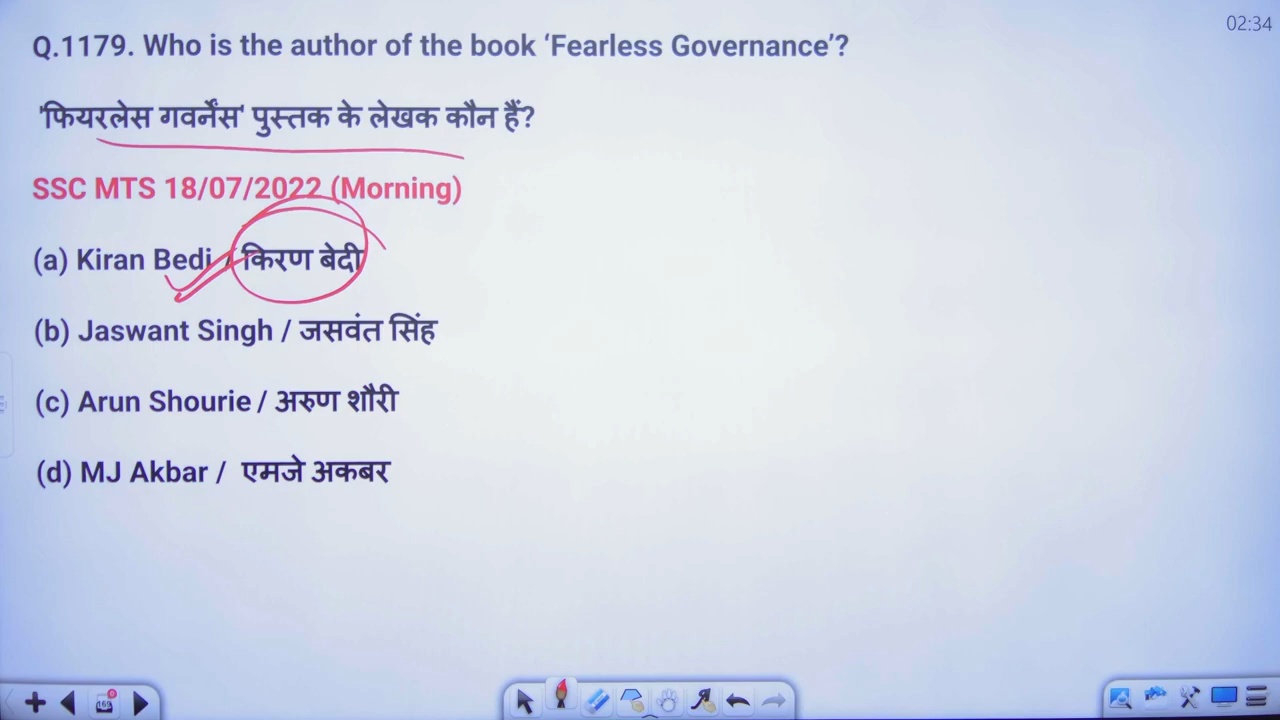 02:34
Q.1179. Who is the author of the book ‘Fearless Governance’?
'फियरलेस गवर्नेंस' पुस्तक के लेखक कौन हैं?
SSC MTS 18/07/2022 (Morning)
(a) Kiran Bedi / किरण बेदी
(b) Jaswant Singh / जसवंत सिंह
(c) Arun Shourie / अरुण शौरी
(d) MJ Akbar / एमजे अकबर
169